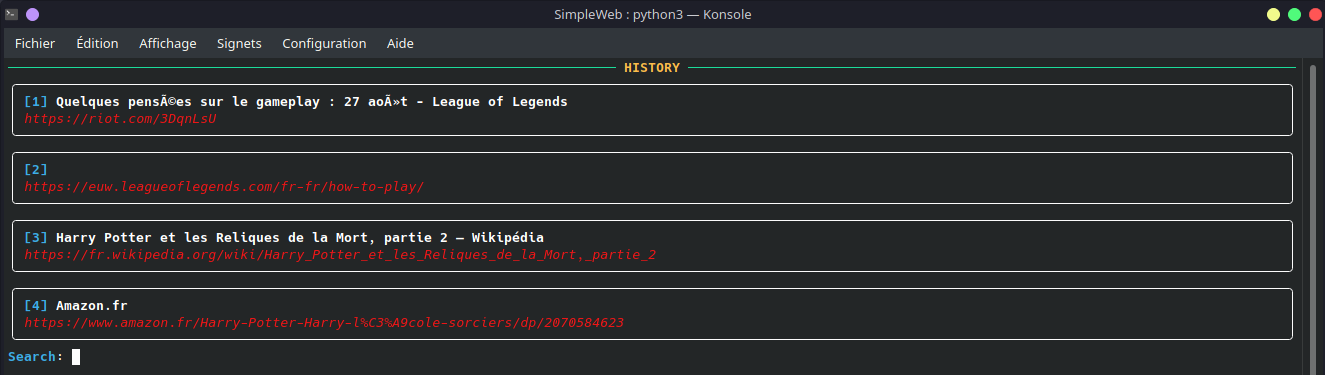 SimpleWeb : python3 — Konsole
Fichier Édition Affichage Signets Configuration Aide
HISTORY
[1] Quelques pensÃ©es sur le gameplay : 27 aoÃ»t - League of Legends
https://riot.com/3DqnLsU
[2]
https://euw.leagueoflegends.com/fr-fr/how-to-play/
[3] Harry Potter et les Reliques de la Mort, partie 2 — Wikipédia
https://fr.wikipedia.org/wiki/Harry_Potter_et_les_Reliques_de_la_Mort,_partie_2
[4] Amazon.fr
https://www.amazon.fr/Harry-Potter-Harry-l%C3%A9cole-sorciers/dp/2070584623
Search: